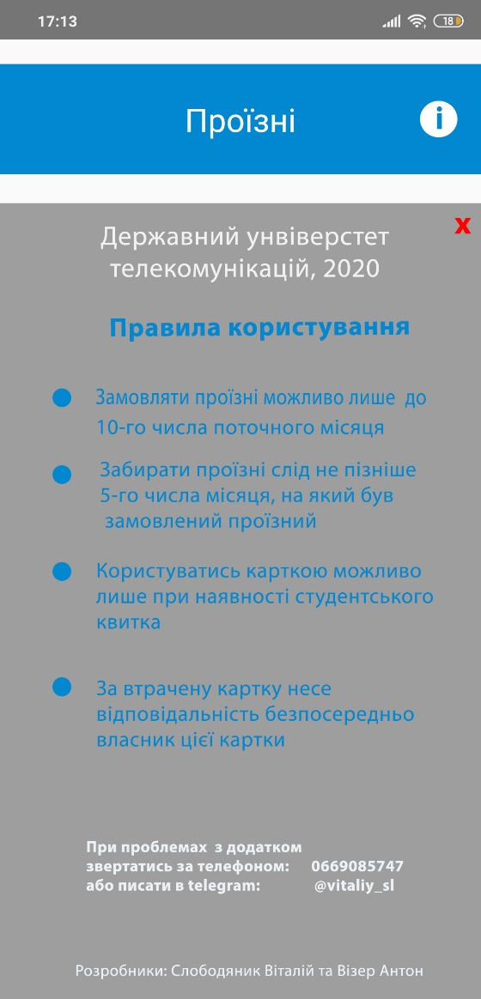 17:13
18
Проїзні
i
x
Державний унвіверстет
телекомунікацій, 2020
Правила користування
Замовляти проїзні можливо лише до
10-го числа поточного місяця
Забирати проїзні слід не пізніше
5-го числа місяця, на який був
замовлений проїзний
Користуватись карткою можливо
лише при наявності студентського
квитка
За втрачену картку несе
відповідальність безпосередньо
власник цієї картки
При проблемах з додатком
звертатись за телефоном: 0669085747
або писати в telegram: @vitaliy_sl
Розробники: Слободяник Віталій та Візер Антон